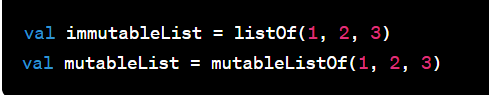 val immutableList = listOf(1, 2, 3)
val mutableList = mutableListOf(1, 2, 3)